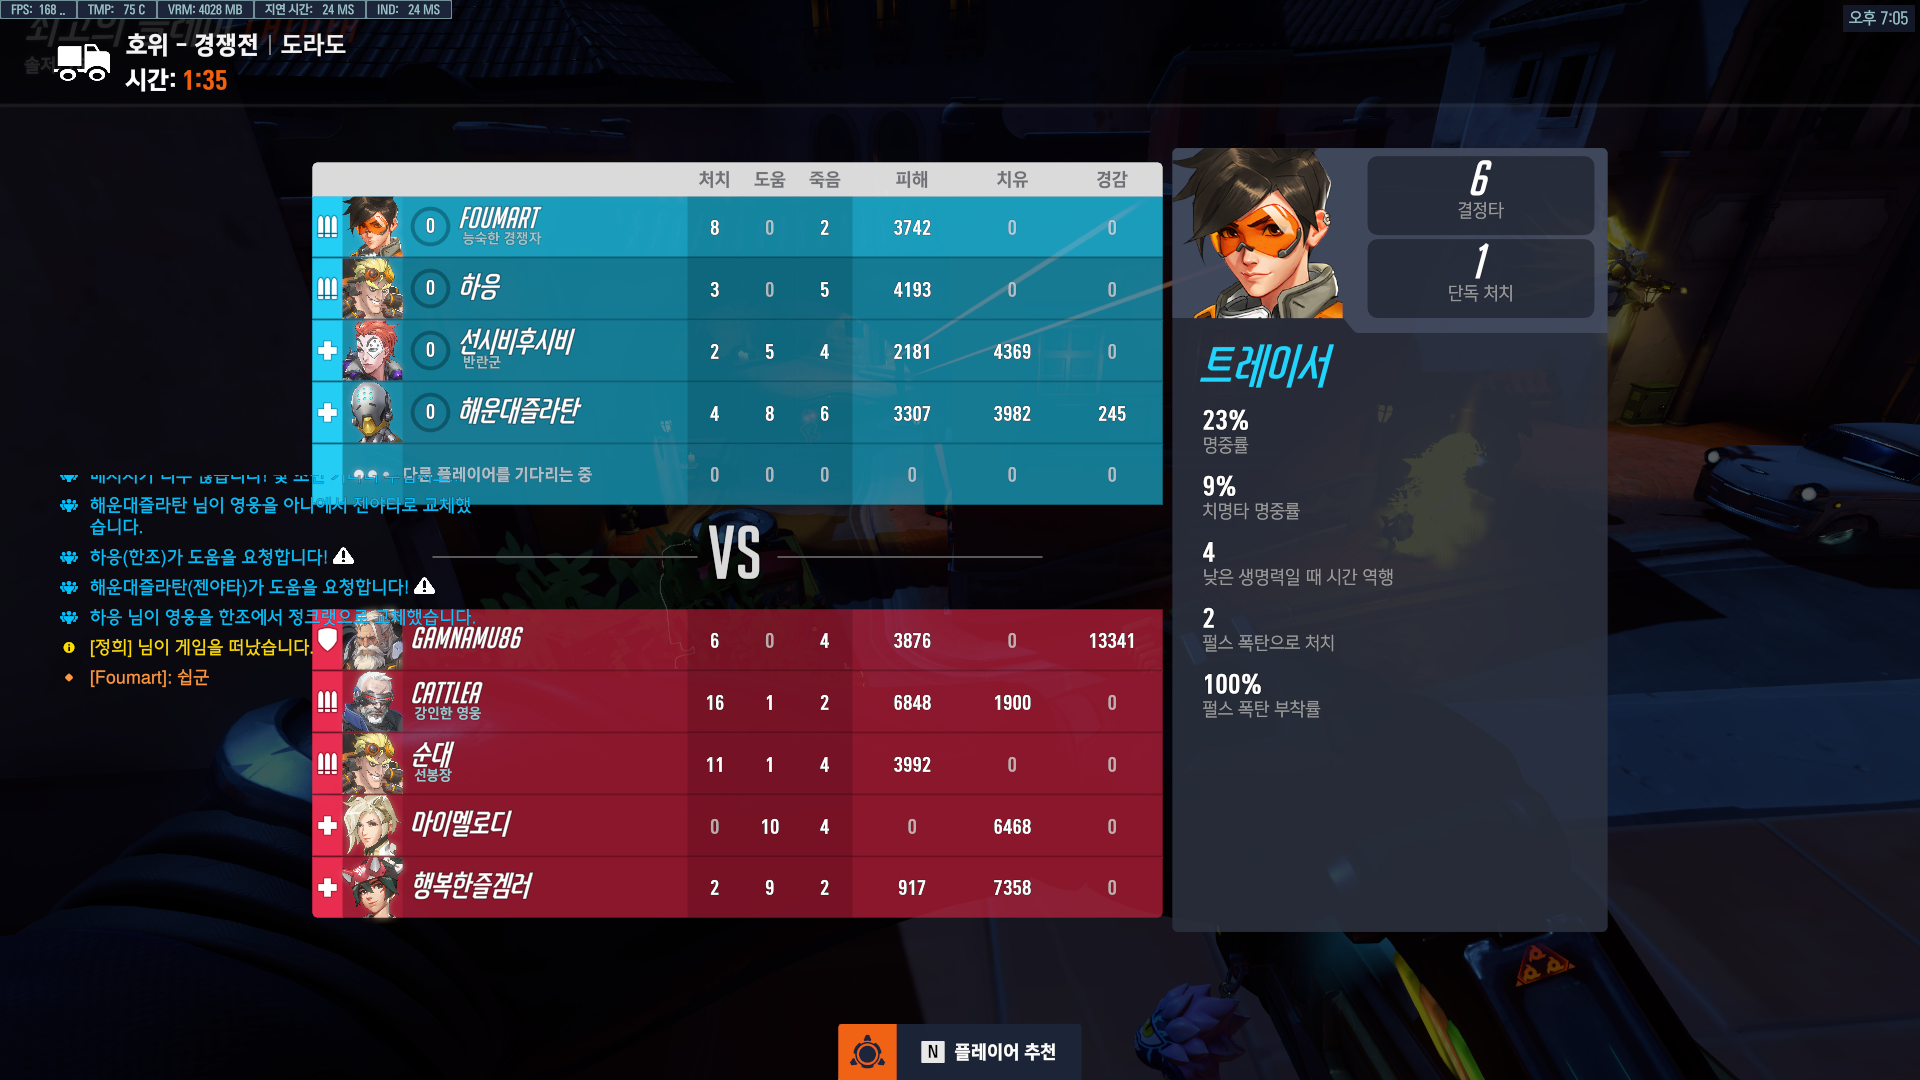 FPS: 168 .. TMP: 75 C VRM: 4028 MB 지연 시간: 24 MS IND: 24 MS
오후 7:05
호위 - 경쟁전 | 도라도
시간: 1:35
처치 도움 죽음 피해 치유 경감
0 FOUMART 8 0 2 3742 0 0
능숙한 경쟁자
0 하응 3 0 5 4193 0 0
0 선시비후시비 2 5 4 2181 4369 0
반란군
0 해운대즐라탄 4 8 6 3307 3982 245
다른 플레이어를 기다리는 중 0 0 0 0 0 0
해운대즐라탄 님이 영웅을 아나에서 젠야타로 교체했
습니다.
하응(한조)가 도움을 요청합니다!
해운대즐라탄(젠야타)가 도움을 요청합니다!
하응 님이 영웅을 한조에서 정크랫으로 교체했습니다.
[정희] 님이 게임을 떠났습니다.
[Foumart]: 쉽군
VS
GAMNAMU86 6 0 4 3876 0 13341
CATTLEA 16 1 2 6848 1900 0
강인한 영웅
순대 11 1 4 3992 0 0
선봉장
마이멜로디 0 10 4 0 6468 0
행복한즐겜러 2 9 2 917 7358 0
6
결정타
1
단독 처치
트레이서
23%
명중률
9%
치명타 명중률
4
낮은 생명력일 때 시간 역행
2
펄스 폭탄으로 처치
100%
펄스 폭탄 부착률
N 플레이어 추천